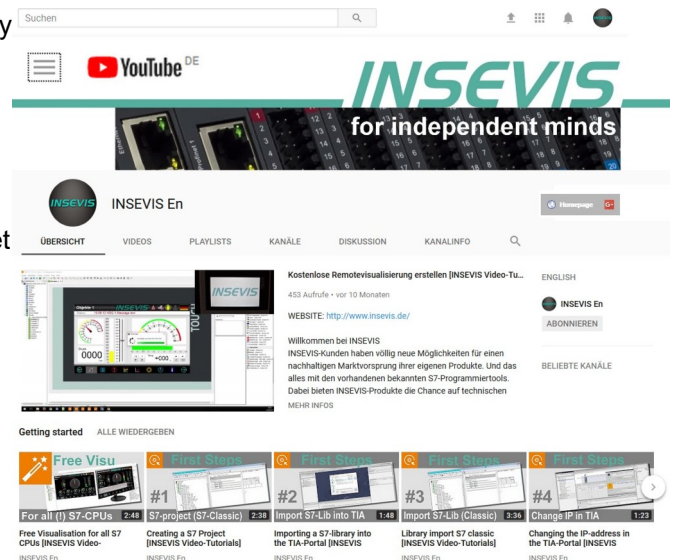 y
Suchen
YouTube DE
INSEVIS
for independent minds
INSEVIS
INSEVIS En
Homepage G+
et
ÜBERSICHT VIDEOS PLAYLISTS KANÄLE DISKUSSION KANALINFO
Kostenlose Remotevisualisierung erstellen [INSEVIS Video-Tu...
453 Aufrufe • vor 10 Monaten
WEBSITE: http://www.insevis.de/
Willkommen bei INSEVIS
INSEVIS-Kunden haben völlig neue Möglichkeiten für einen
nachhaltigen Marktvorsprung ihrer eigenen Produkte. Und das
alles mit den vorhandenen bekannten S7-Programmiertools.
Dabei bieten INSEVIS-Produkte die Chance auf technischen
MEHR INFOS
ENGLISH
INSEVIS En
ABONNIEREN
BELIEBTE KANÄLE
INSEVIS
TOUCH
0000
+000
Getting started ALLE WIEDERGEBEN
Free Visu
For all (!) S7-CPUs 2:48
Free Visualisation for all S7
CPUs [INSEVIS Video-
INSEVIS En
First Steps
#1
S7-project (S7-Classic) 2:38
Creating a S7 Project
[INSEVIS Video-Tutorials]
INSEVIS En
First Steps
#2
Import S7-Lib into TIA 1:48
Importing a S7-library into
the TIA-Portal [INSEVIS
INSEVIS En
First Steps
#3
Import S7-Lib (Classic) 3:36
Library import S7 classic
[INSEVIS Video-Tutorials]
INSEVIS En
First Steps
#4
Change IP in TIA 1:23
Changing the IP-address in
the TIA-Portal [INSEVIS
INSEVIS En